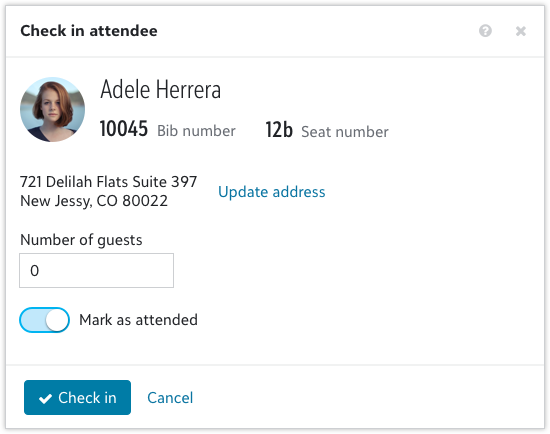 Check in attendee
Adele Herrera
10045 Bib number 12b Seat number
721 Delilah Flats Suite 397
New Jessy, CO 80022
Update address
Number of guests
0
Mark as attended
Check in Cancel